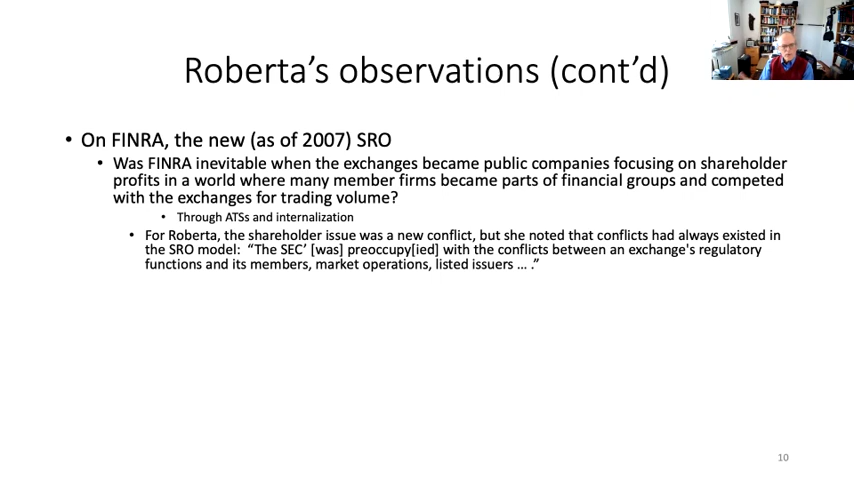 Roberta’s observations (cont’d)
• On FINRA, the new (as of 2007) SRO
• Was FINRA inevitable when the exchanges became public companies focusing on shareholder
profits in a world where many member firms became parts of financial groups and competed
with the exchanges for trading volume?
• Through ATSs and internalization
• For Roberta, the shareholder issue was a new conflict, but she noted that conflicts had always existed in
the SRO model: “The SEC’ [was] preoccupy[ied] with the conflicts between an exchange's regulatory
functions and its members, market operations, listed issuers … .”
10